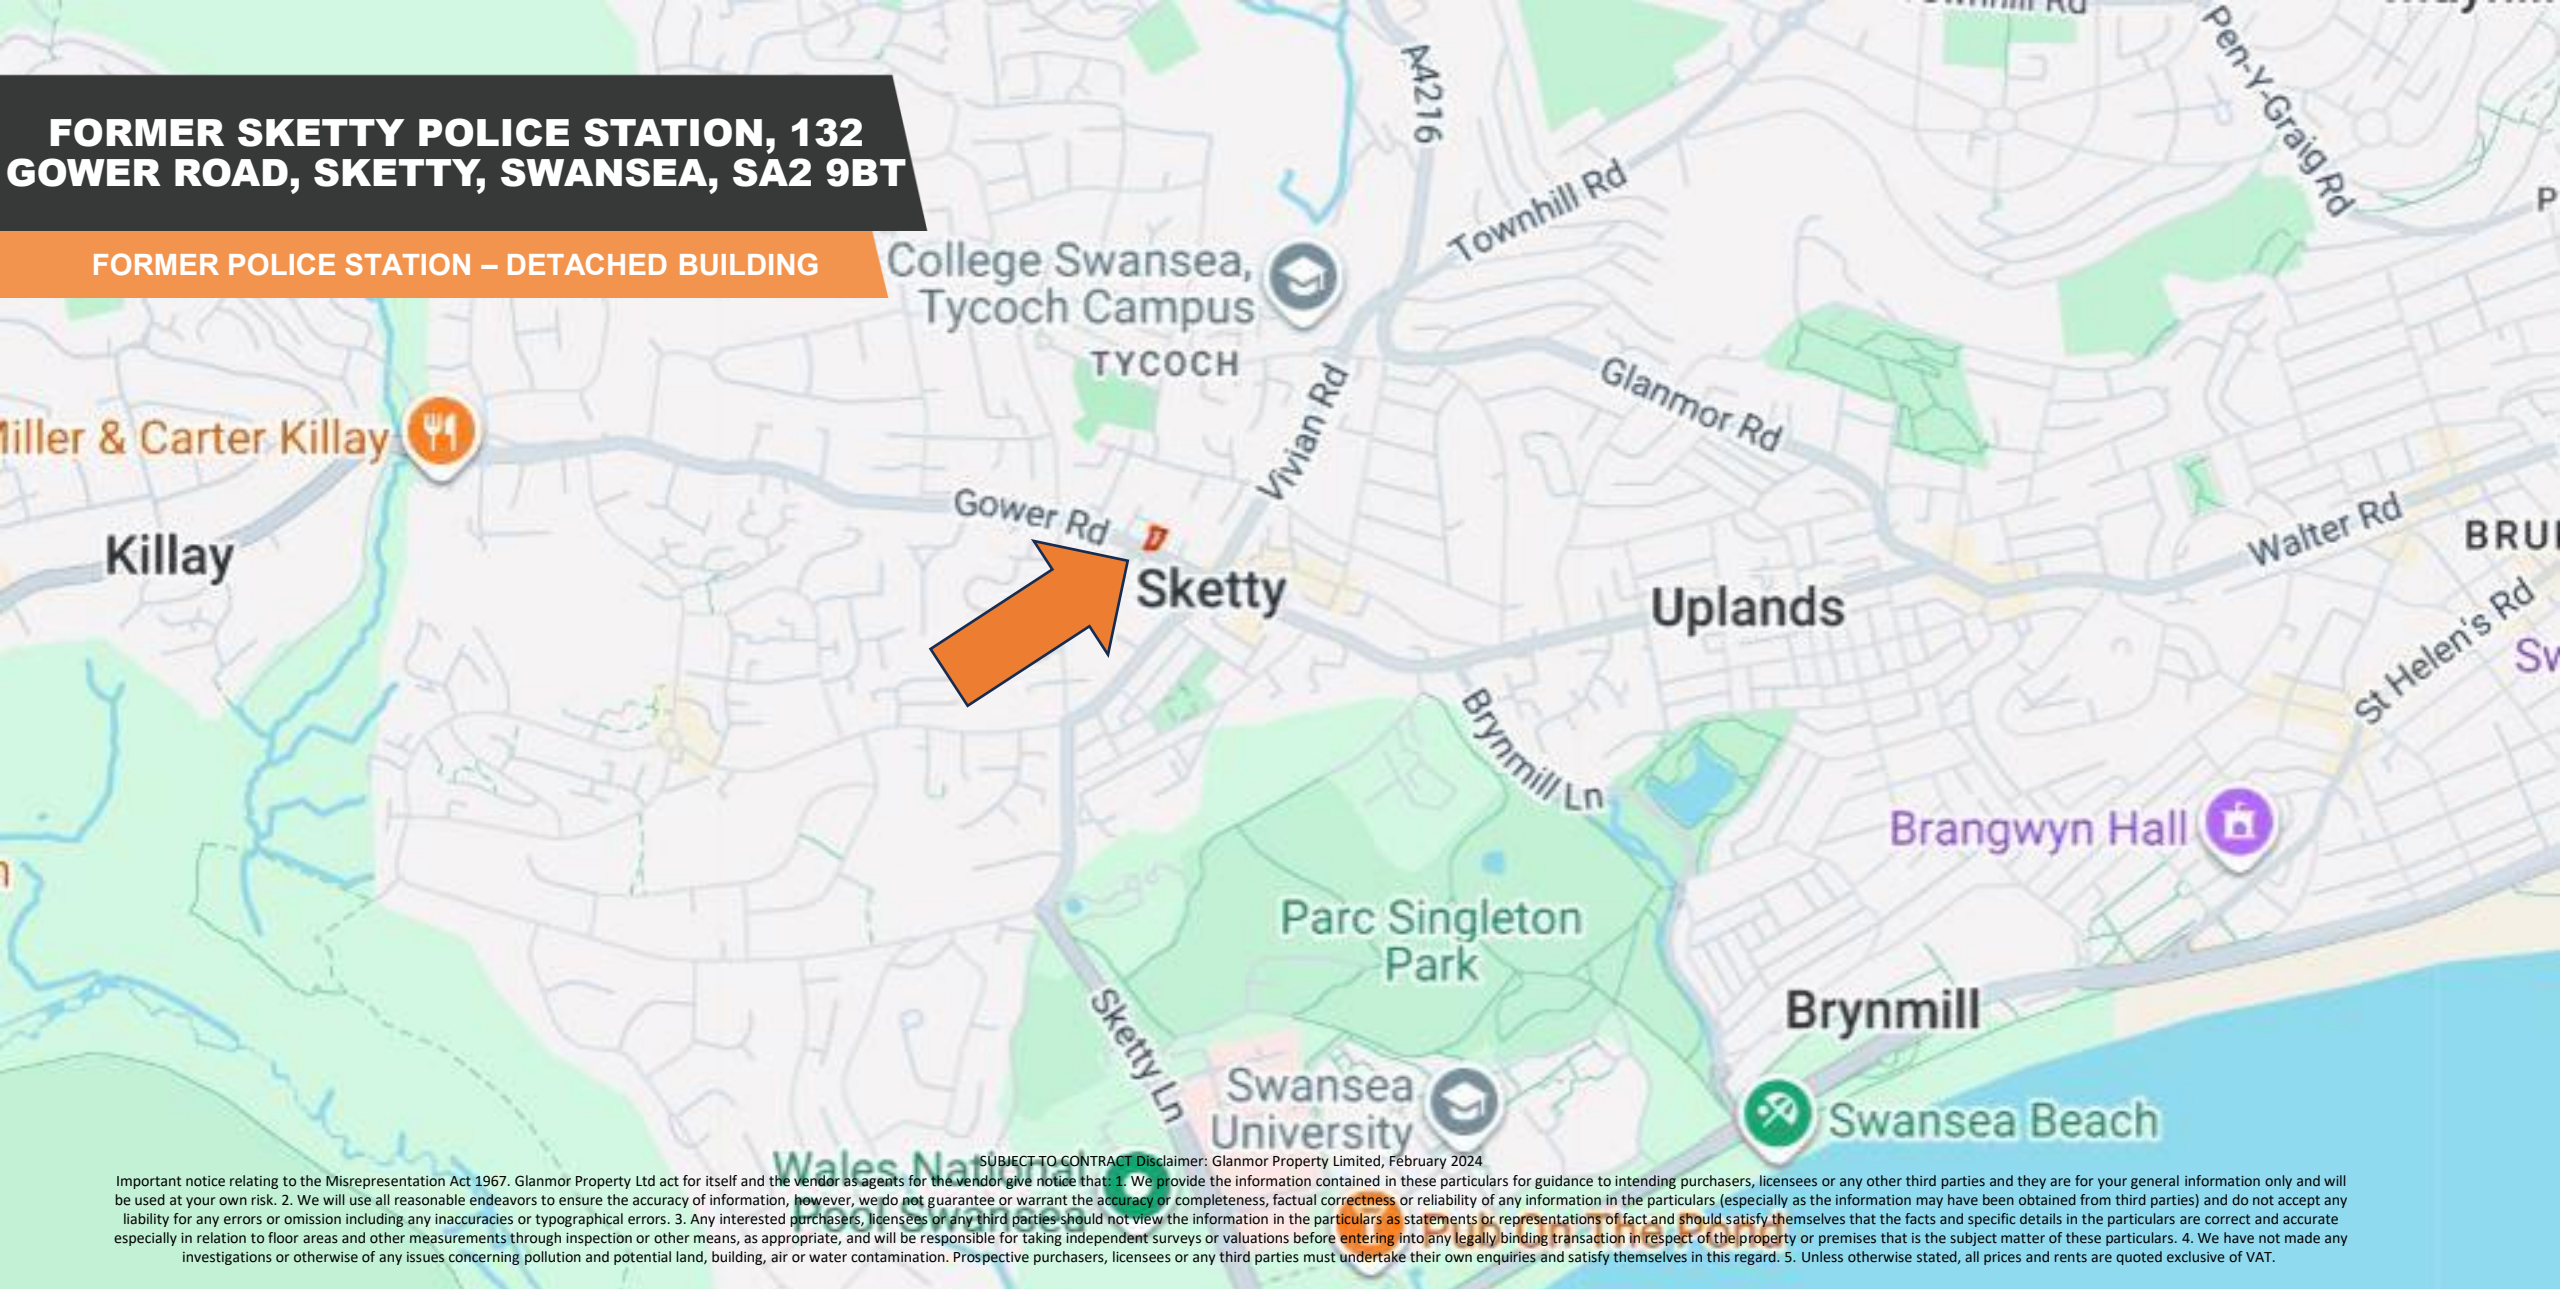 FORMER SKETTY POLICE STATION, 132
GOWER ROAD, SKETTY, SWANSEA, SA2 9BT
FORMER POLICE STATION – DETACHED BUILDING
A4216
Pen-Y-Graig Rd
Townhill Rd
College Swansea,
Tycoch Campus
TYCOCH
Vivian Rd
Glanmor Rd
Miller & Carter Killay
Killay
Gower Rd
Sketty
Uplands
Walter Rd
St Helen's Rd
Brynmill Ln
Brangwyn Hall
Parc Singleton
Park
Brynmill
Sketty Ln
Swansea
University
Swansea Beach
Wales National
Pool Swansea
Pub On The Pond
SUBJECT TO CONTRACT Disclaimer: Glanmor Property Limited, February 2024
Important notice relating to the Misrepresentation Act 1967. Glanmor Property Ltd act for itself and the vendor as agents for the vendor give notice that: 1. We provide the information contained in these particulars for guidance to intending purchasers, licensees or any other third parties and they are for your general information only and will
be used at your own risk. 2. We will use all reasonable endeavors to ensure the accuracy of information, however, we do not guarantee or warrant the accuracy or completeness, factual correctness or reliability of any information in the particulars (especially as the information may have been obtained from third parties) and do not accept any
liability for any errors or omission including any inaccuracies or typographical errors. 3. Any interested purchasers, licensees or any third parties should not view the information in the particulars as statements or representations of fact and should satisfy themselves that the facts and specific details in the particulars are correct and accurate
especially in relation to floor areas and other measurements through inspection or other means, as appropriate, and will be responsible for taking independent surveys or valuations before entering into any legally binding transaction in respect of the property or premises that is the subject matter of these particulars. 4. We have not made any
investigations or otherwise of any issues concerning pollution and potential land, building, air or water contamination. Prospective purchasers, licensees or any third parties must undertake their own enquiries and satisfy themselves in this regard. 5. Unless otherwise stated, all prices and rents are quoted exclusive of VAT.